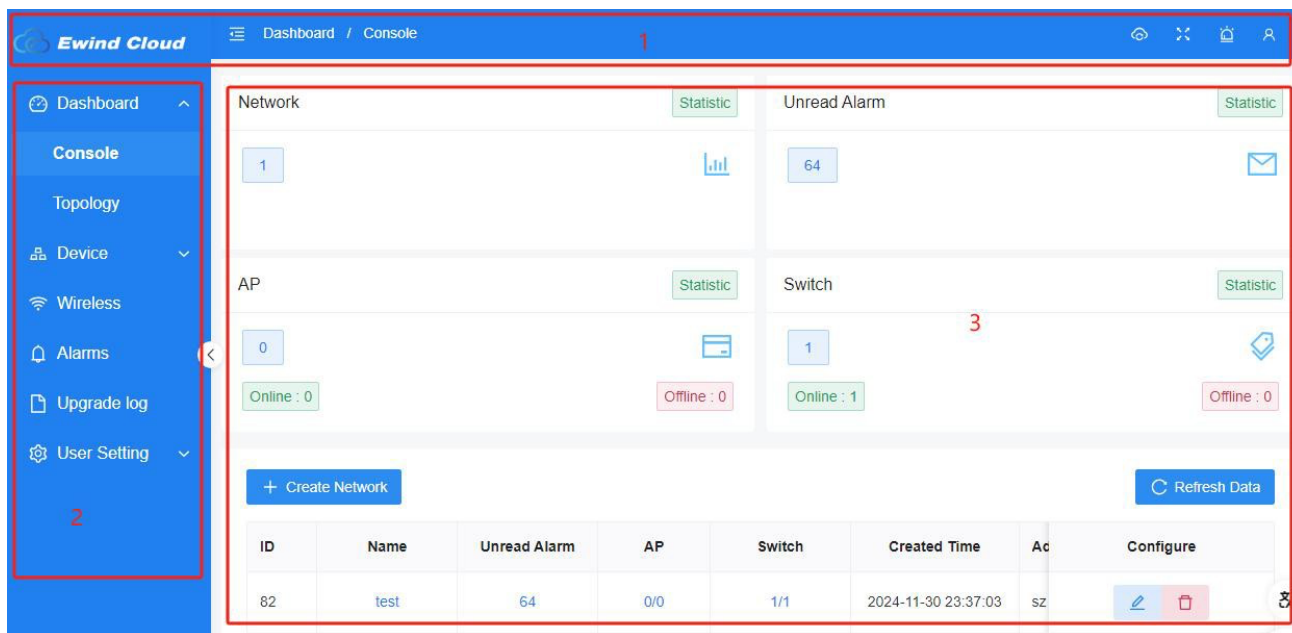 Ewind Cloud
Dashboard / Console
1
Dashboard
Console
Topology
Device
Wireless
Alarms
Upgrade log
User Setting
2
Network Statistic
1
Unread Alarm Statistic
64
AP Statistic
0
Online : 0 Offline : 0
Switch Statistic
3
1
Online : 1 Offline : 0
+ Create Network Refresh Data
ID Name Unread Alarm AP Switch Created Time Configure
82 test 64 0/0 1/1 2024-11-30 23:37:03 sz